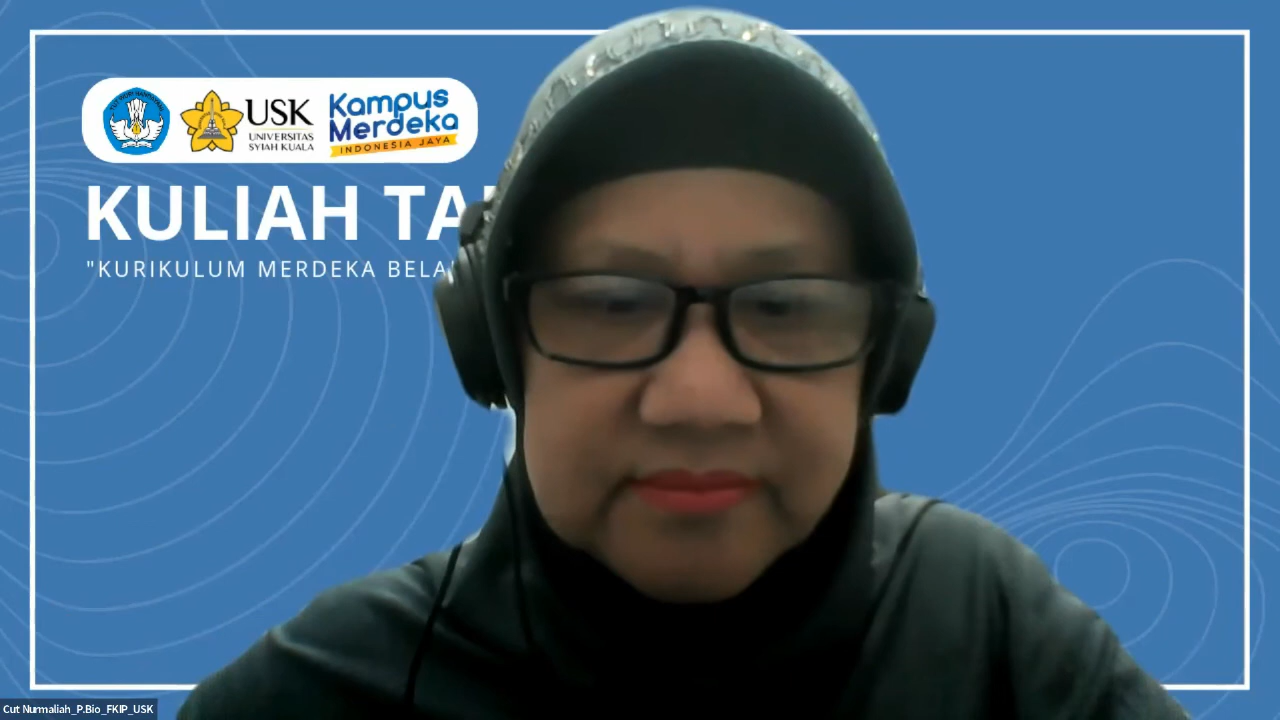 USK
UNIVERSITAS
SYIAH KUALA
Kampus
Merdeka
INDONESIA JAYA
KULIAH TA
"KURIKULUM MERDEKA BELA
Cut Nurmaliah_P.Bio_FKIP_USK